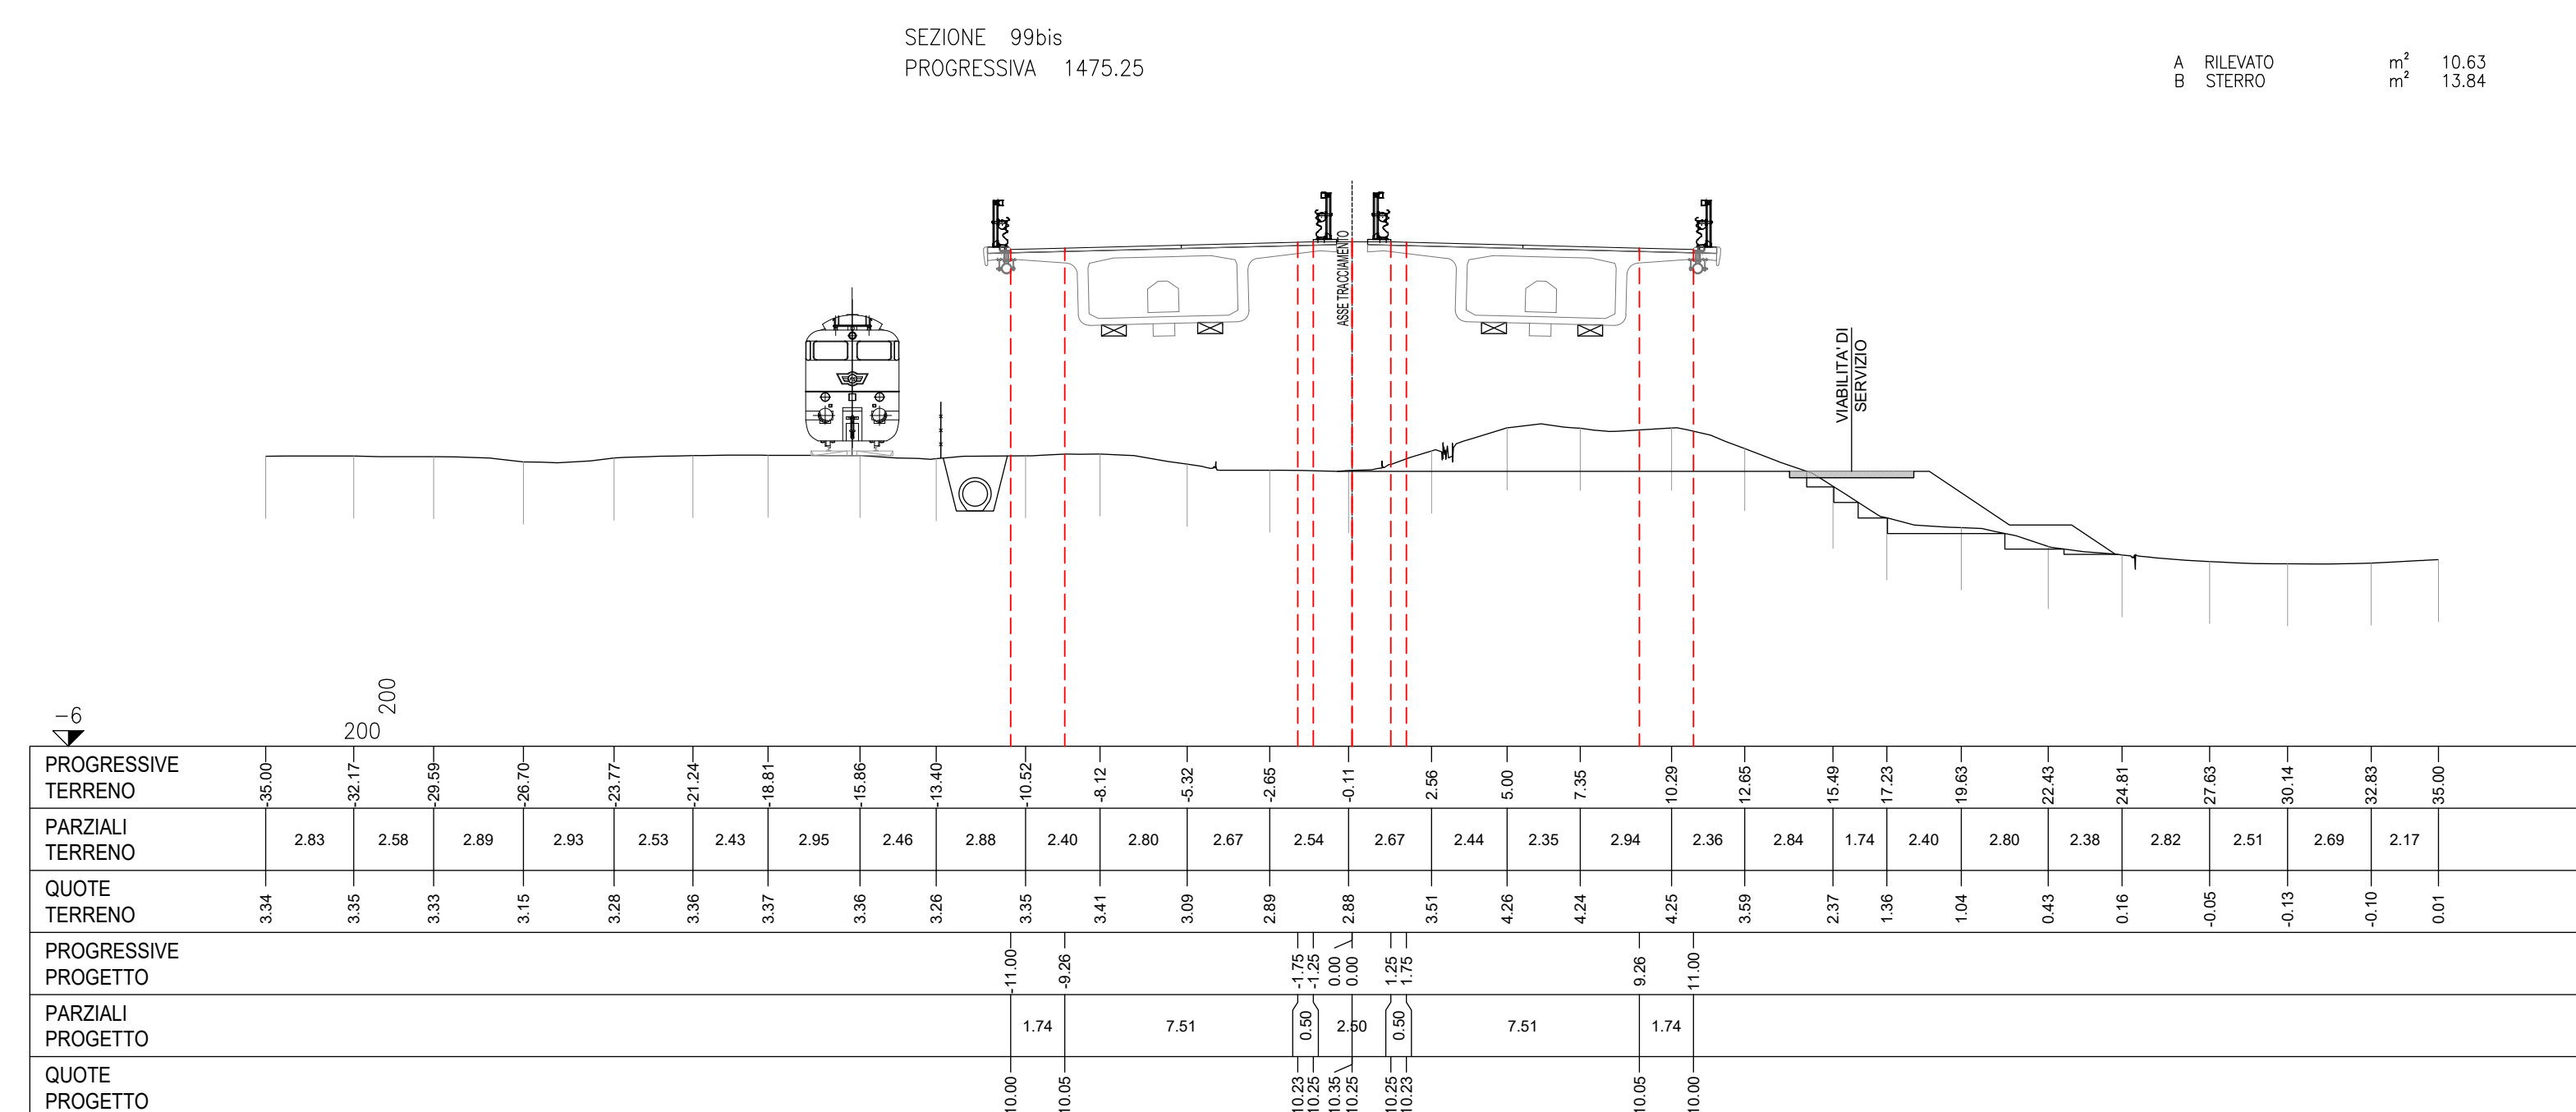 SEZIONE 99bis
PROGRESSIVA 1475.25
A RILEVATO m² 10.63
B STERRO m² 13.84
ASSE TRACCIAMENTO
VIABILITA' DI
SERVIZIO
-6
200
200
PROGRESSIVE
TERRENO
-35.00 -32.17 -29.59 -26.70 -23.77 -21.24 -18.81 -15.86 -13.40 -10.52 -8.12 -5.32 -2.65 -0.11 2.56 5.00 7.35 10.29 12.65 15.49 17.23 19.63 22.43 24.81 27.63 30.14 32.83 35.00
PARZIALI
TERRENO
2.83 2.58 2.89 2.93 2.53 2.43 2.95 2.46 2.88 2.40 2.80 2.67 2.54 2.67 2.44 2.35 2.94 2.36 2.84 1.74 2.40 2.80 2.38 2.82 2.51 2.69 2.17
QUOTE
TERRENO
3.34 3.35 3.33 3.15 3.28 3.36 3.37 3.36 3.26 3.35 3.41 3.09 2.89 2.88 3.51 4.26 4.24 4.25 3.59 2.37 1.36 1.04 0.43 0.16 -0.05 -0.13 -0.10 0.01
PROGRESSIVE
PROGETTO
-11.00 -9.26 -1.75 -1.25 0.00 0.00 1.25 1.75 9.26 11.00
PARZIALI
PROGETTO
1.74 7.51 0.50 2.50 0.50 7.51 1.74
QUOTE
PROGETTO
10.00 10.05 10.23 10.25 10.35 10.25 10.25 10.23 10.05 10.00